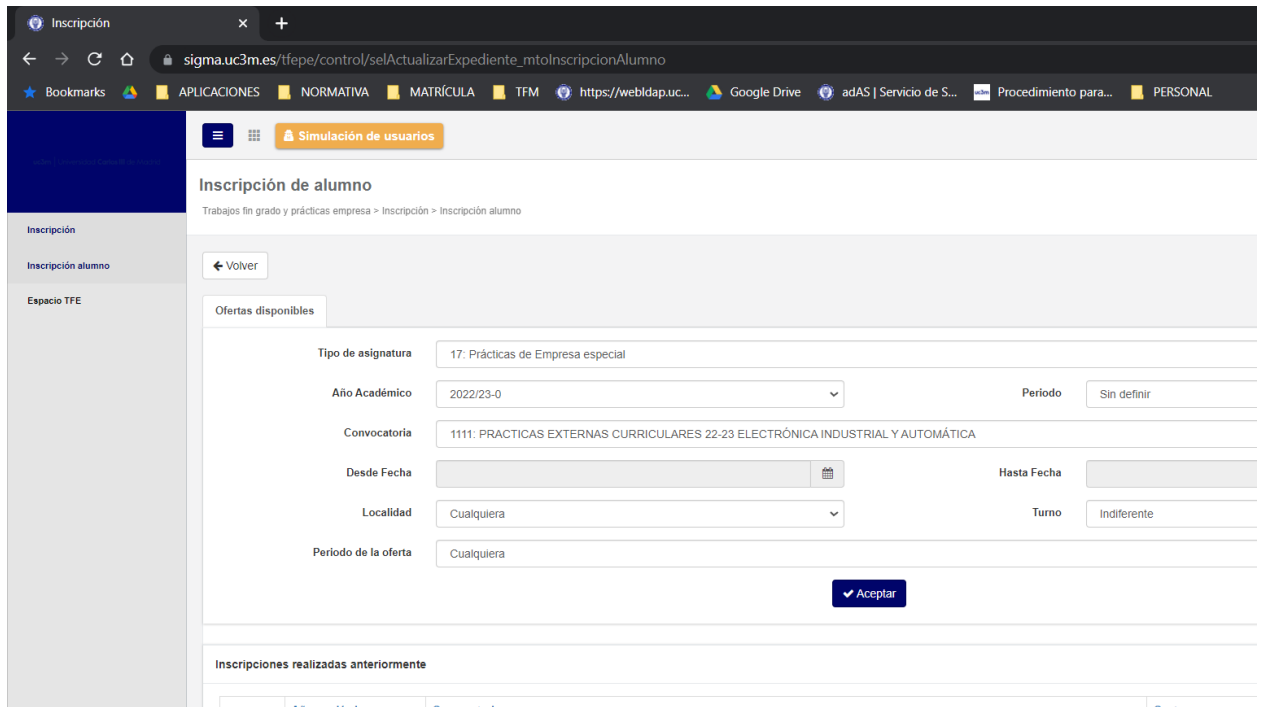 Inscripción
sigma.uc3m.es/tfepe/control/selActualizarExpediente_mtoInscripcionAlumno
Bookmarks APLICACIONES NORMATIVA MATRÍCULA TFM https://webldap.uc... Google Drive adAS | Servicio de S... uc3m Procedimiento para... PERSONAL
Simulación de usuarios
Inscripción de alumno
Trabajos fin grado y prácticas empresa > Inscripción > Inscripción alumno
Inscripción
Inscripción alumno
Espacio TFE
Volver
Ofertas disponibles
Tipo de asignatura 17: Prácticas de Empresa especial
Año Académico 2022/23-0 Periodo Sin definir
Convocatoria 1111: PRACTICAS EXTERNAS CURRICULARES 22-23 ELECTRÓNICA INDUSTRIAL Y AUTOMÁTICA
Desde Fecha Hasta Fecha
Localidad Cualquiera Turno Indiferente
Periodo de la oferta Cualquiera
Aceptar
Inscripciones realizadas anteriormente